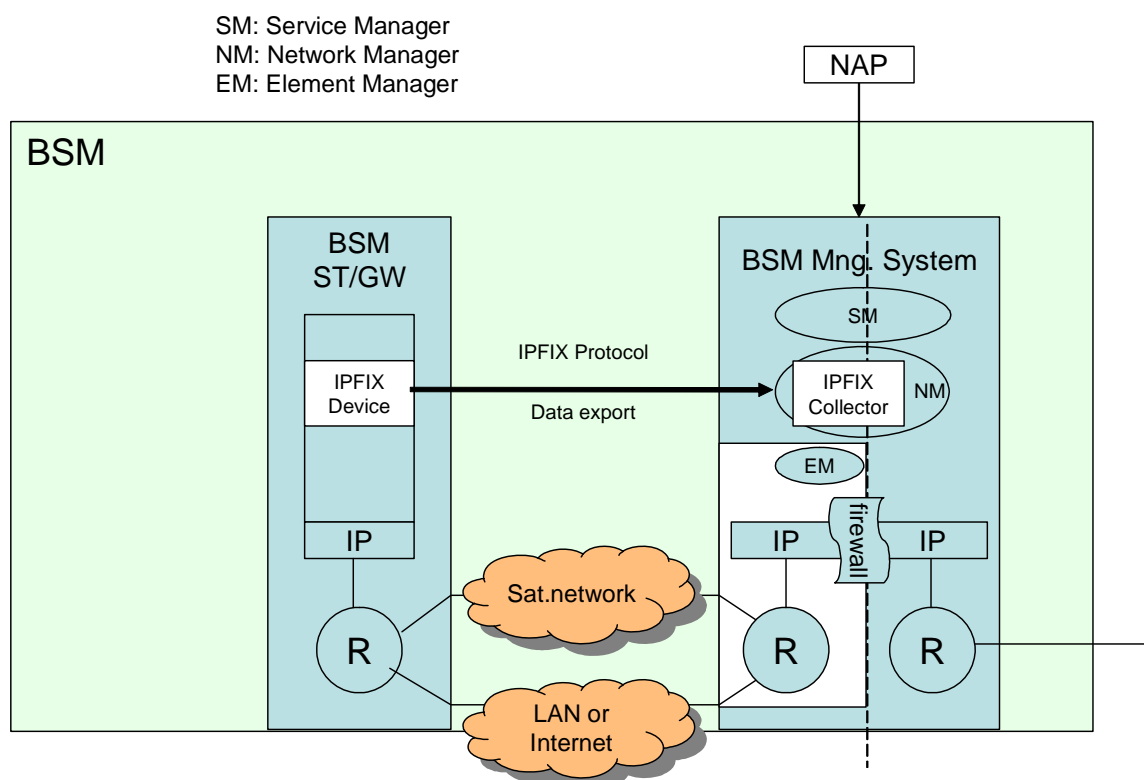 SM: Service Manager
NM: Network Manager
EM: Element Manager
NAP
BSM
BSM
ST/GW
BSM Mng. System
SM
IPFIX Protocol
IPFIX
Device
IPFIX
Collector
NM
Data export
EM
firewall
IP
IP
IP
Sat.network
R
R
R
LAN or
Internet